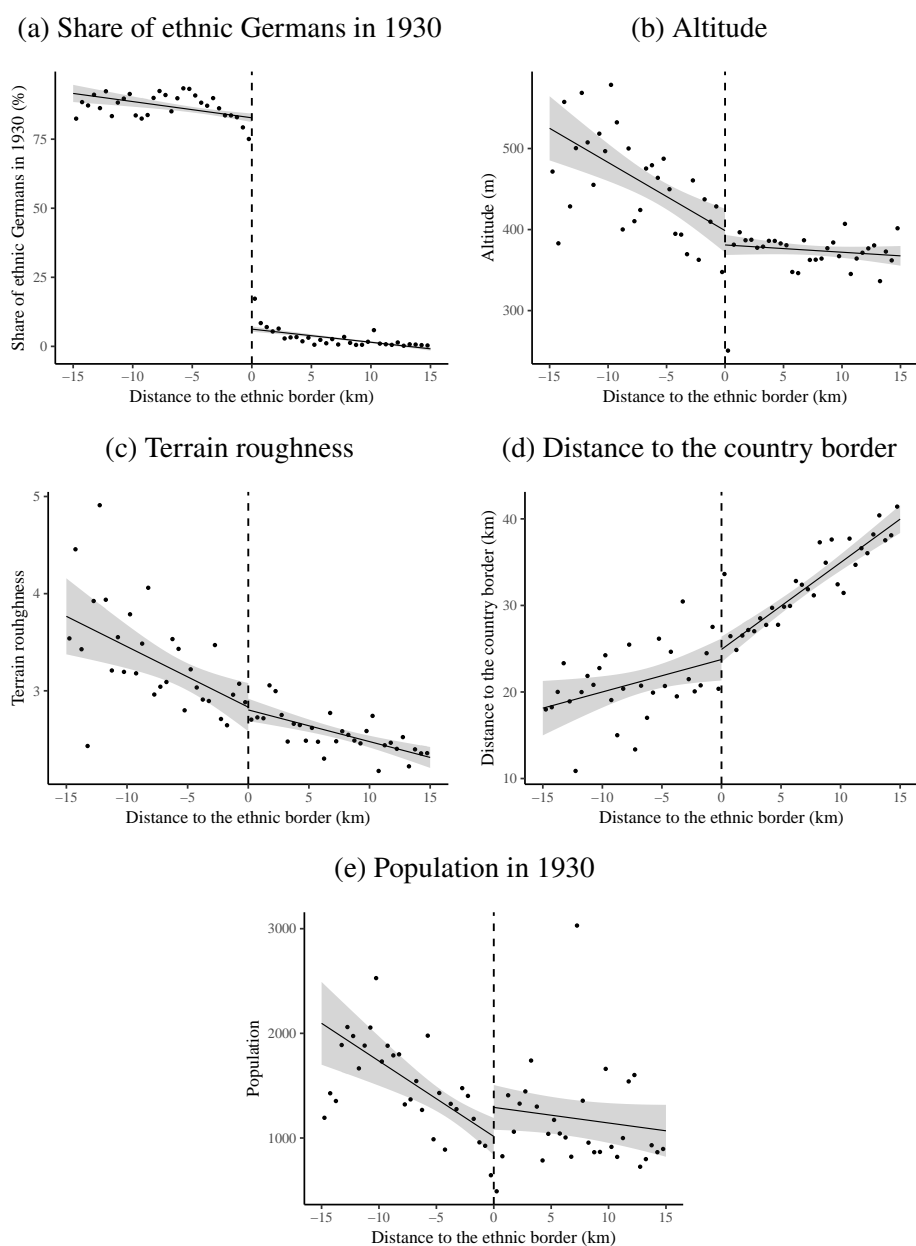 (a) Share of ethnic Germans in 1930
Share of ethnic Germans in 1930 (%)
75
50
25
0
−15 −10 −5 0 5 10 15
Distance to the ethnic border (km)
(b) Altitude
Altitude (m)
500
400
300
−15 −10 −5 0 5 10 15
Distance to the ethnic border (km)
(c) Terrain roughness
Terrain rouhgness
5
4
3
−15 −10 −5 0 5 10 15
Distance to the ethnic border (km)
(d) Distance to the country border
Distance to the country border (km)
40
30
20
10
−15 −10 −5 0 5 10 15
Distance to the ethnic border (km)
(e) Population in 1930
Population
3000
2000
1000
−15 −10 −5 0 5 10 15
Distance to the ethnic border (km)